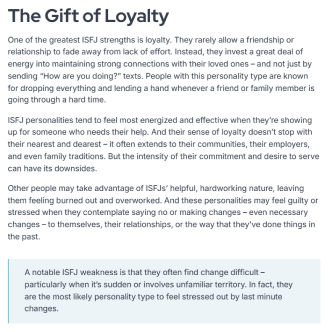 The Gift of Loyalty
One of the greatest ISFJ strengths is loyalty. They rarely allow a friendship or
relationship to fade away from lack of effort. Instead, they invest a great deal of
energy into maintaining strong connections with their loved ones – and not just by
sending “How are you doing?” texts. People with this personality type are known
for dropping everything and lending a hand whenever a friend or family member is
going through a hard time.
ISFJ personalities tend to feel most energized and effective when they’re showing
up for someone who needs their help. And their sense of loyalty doesn’t stop with
their nearest and dearest – it often extends to their communities, their employers,
and even family traditions. But the intensity of their commitment and desire to serve
can have its downsides.
Other people may take advantage of ISFJs’ helpful, hardworking nature, leaving
them feeling burned out and overworked. And these personalities may feel guilty or
stressed when they contemplate saying no or making changes – even necessary
changes – to themselves, their relationships, or the way that they’ve done things in
the past.
A notable ISFJ weakness is that they often find change difficult –
particularly when it’s sudden or involves unfamiliar territory. In fact, they
are the most likely personality type to feel stressed out by last minute
changes.